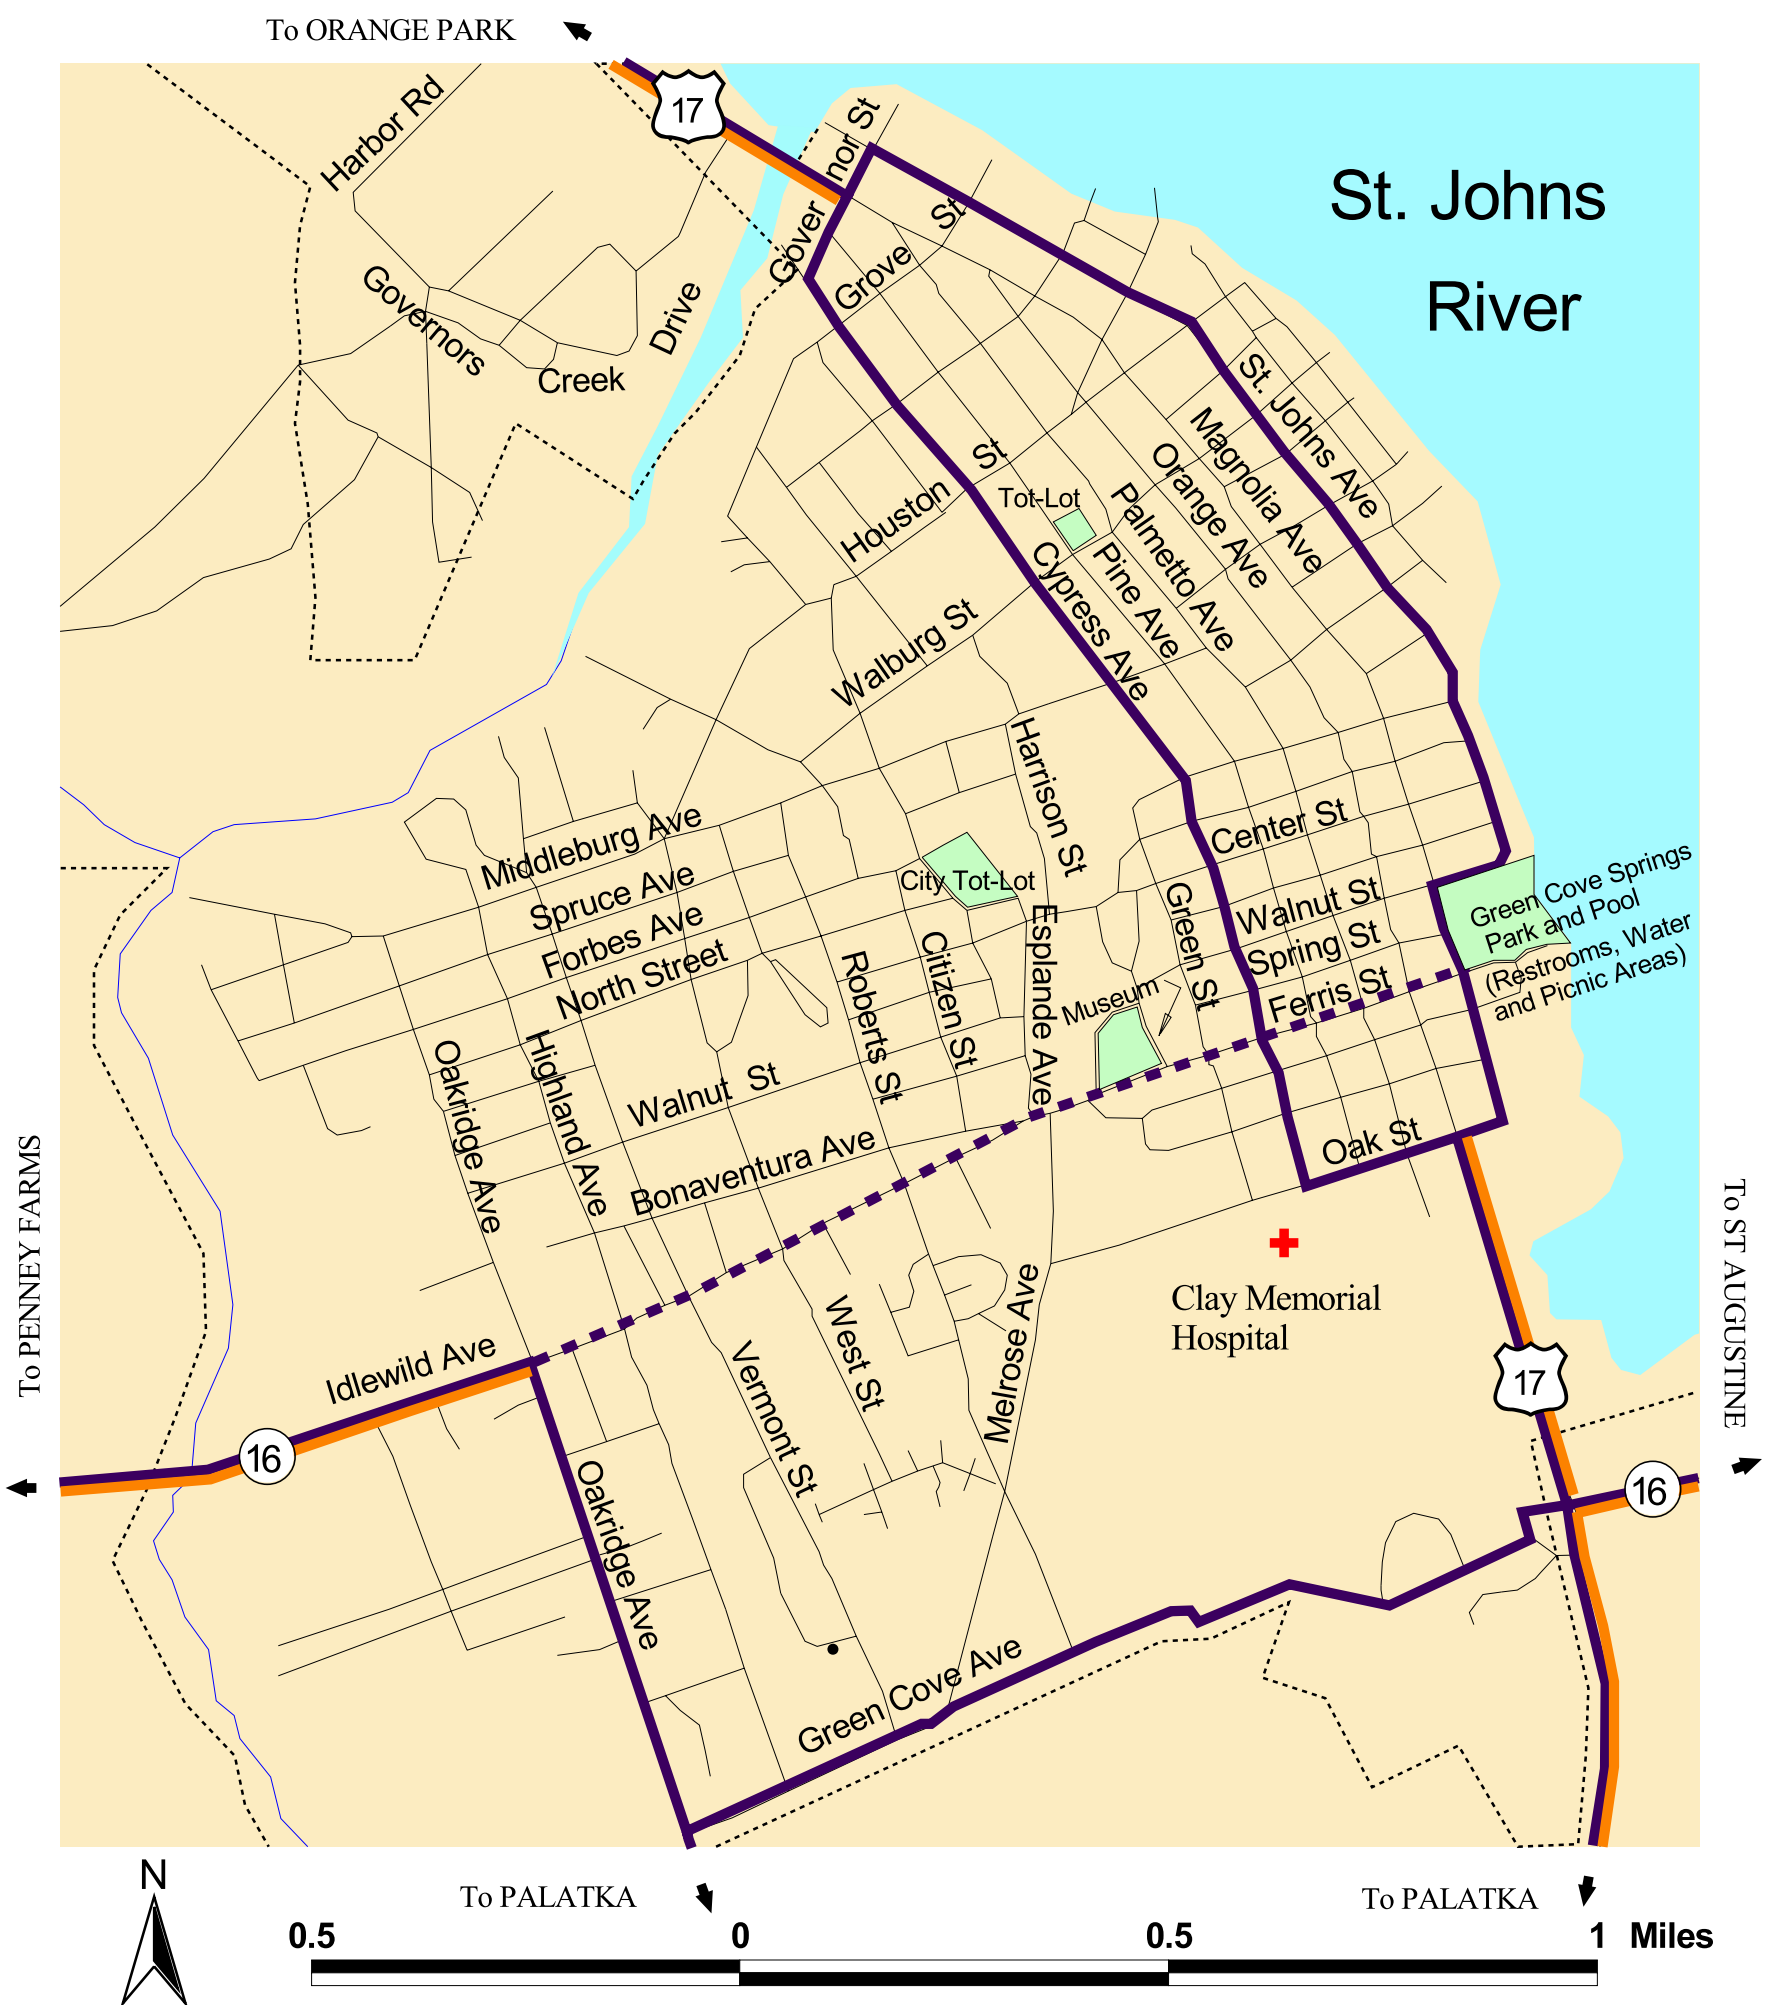 To ORANGE PARK
Harbor Rd
17
Governor St
St. Johns
River
Grove St
Governors
Creek
Drive
St. Johns Ave
Magnolia Ave
Orange Ave
Palmetto Ave
Pine Ave
Cypress Ave
Houston St
Tot-Lot
Walburg St
Harrison St
Middleburg Ave
Spruce Ave
Forbes Ave
North Street
City Tot-Lot
Center St
Walnut St
Spring St
Ferris St
Green Cove Springs
Park and Pool
(Restrooms, Water
and Picnic Areas)
Green St
Museum
Esplande Ave
Citizen St
Roberts St
Oakridge Ave
Highland Ave
Walnut St
Bonaventura Ave
Oak St
Clay Memorial
Hospital
To PENNEY FARMS
To ST AUGUSTINE
Idlewild Ave
16
West St
Vermont St
Melrose Ave
17
16
Oakridge Ave
Green Cove Ave
N
To PALATKA
To PALATKA
0.5 0 0.5 1 Miles